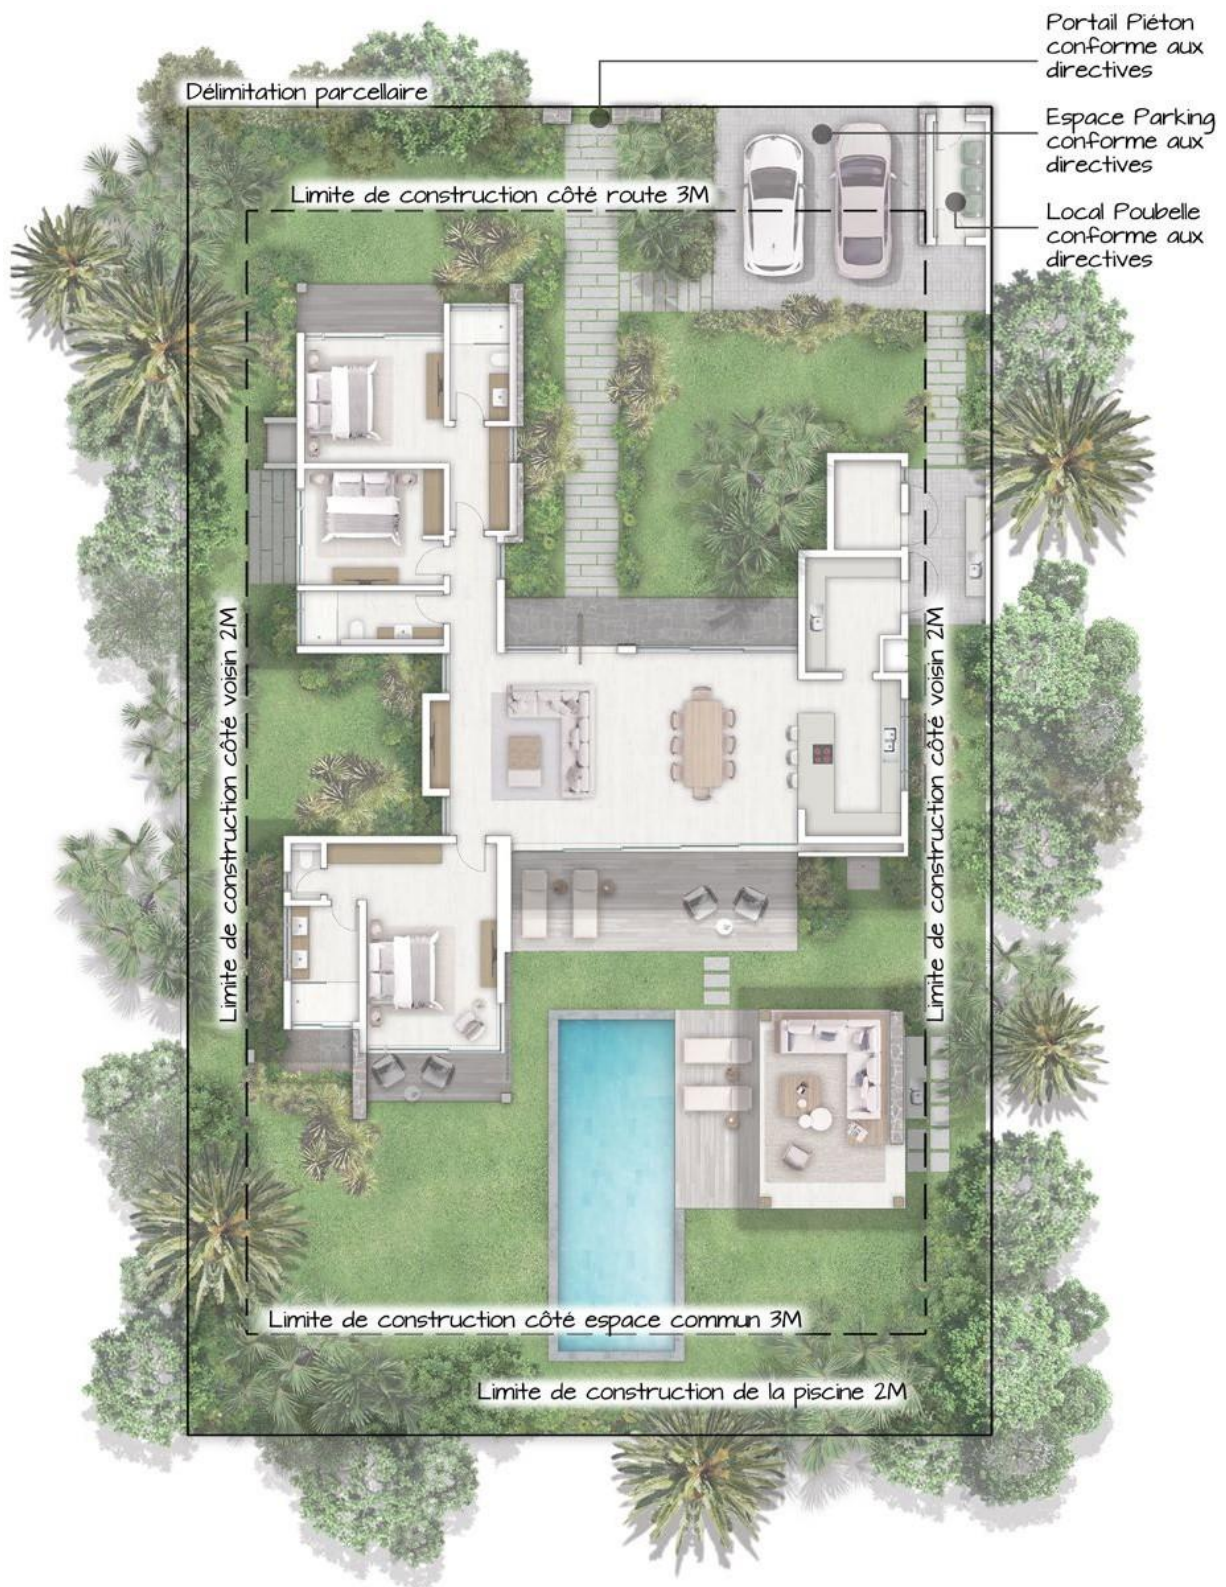 Portail Piéton
conforme aux
directives
Délimitation parcellaire
Espace Parking
conforme aux
directives
Limite de construction côté route 3M
Local Poubelle
conforme aux
directives
Limite de construction côté voisin 2M
Limite de construction côté voisin 2M
Limite de construction côté espace commun 3M
Limite de construction de la piscine 2M